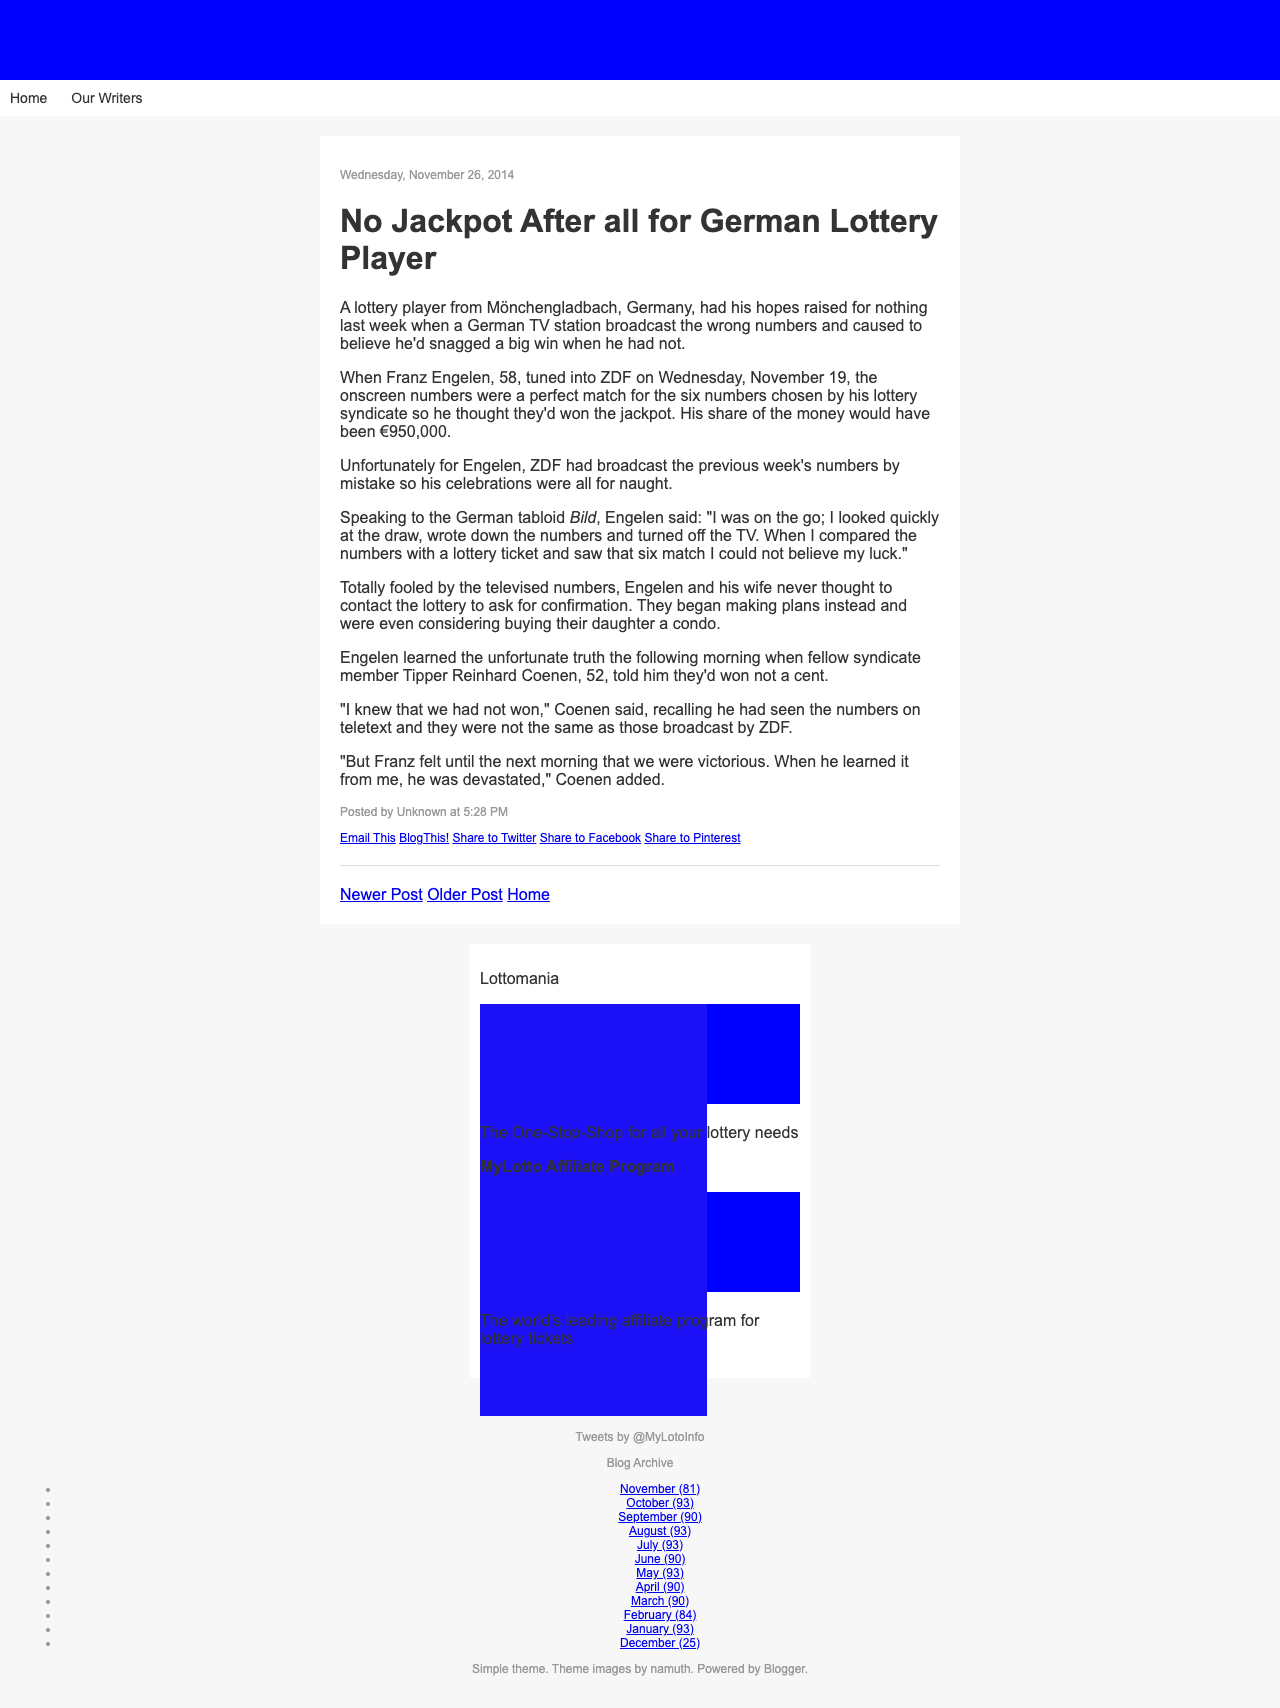 Home Our Writers
Wednesday, November 26, 2014
No Jackpot After all for German Lottery
Player
A lottery player from Mönchengladbach, Germany, had his hopes raised for nothing
last week when a German TV station broadcast the wrong numbers and caused to
believe he'd snagged a big win when he had not.
When Franz Engelen, 58, tuned into ZDF on Wednesday, November 19, the
onscreen numbers were a perfect match for the six numbers chosen by his lottery
syndicate so he thought they'd won the jackpot. His share of the money would have
been €950,000.
Unfortunately for Engelen, ZDF had broadcast the previous week's numbers by
mistake so his celebrations were all for naught.
Speaking to the German tabloid Bild, Engelen said: "I was on the go; I looked quickly
at the draw, wrote down the numbers and turned off the TV. When I compared the
numbers with a lottery ticket and saw that six match I could not believe my luck."
Totally fooled by the televised numbers, Engelen and his wife never thought to
contact the lottery to ask for confirmation. They began making plans instead and
were even considering buying their daughter a condo.
Engelen learned the unfortunate truth the following morning when fellow syndicate
member Tipper Reinhard Coenen, 52, told him they'd won not a cent.
"I knew that we had not won," Coenen said, recalling he had seen the numbers on
teletext and they were not the same as those broadcast by ZDF.
"But Franz felt until the next morning that we were victorious. When he learned it
from me, he was devastated," Coenen added.
Posted by Unknown at 5:28 PM
Email This BlogThis! Share to Twitter Share to Facebook Share to Pinterest
Newer Post Older Post Home
Lottomania
The One-Stop-Shop for all your lottery needs
MyLotto Affiliate Program
The world's leading affiliate program for
lottery tickets
Tweets by @MyLotoInfo
Blog Archive
November (81)
October (93)
September (90)
August (93)
July (93)
June (90)
May (93)
April (90)
March (90)
February (84)
January (93)
December (25)
Simple theme. Theme images by namuth. Powered by Blogger.